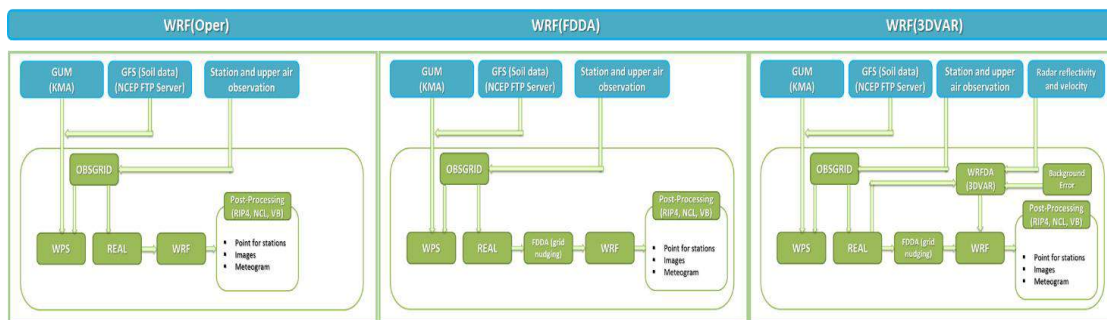 WRF(Oper)
WRF(FDDA)
WRF(3DVAR)
GUM
(KMA)
GFS (Soil data)
(NCEP FTP Server)
Station and upper air
observation
OBSGRID
Post-Processing
(RIP4, NCL, VB)
WPS
REAL
WRF
▪ Point for stations
▪ Images
▪ Meteogram
GUM
(KMA)
GFS (Soil data)
(NCEP FTP Server)
Station and upper air
observation
OBSGRID
Post-Processing
(RIP4, NCL, VB)
WPS
REAL
FDDA (grid
nudging)
WRF
▪ Point for stations
▪ Images
▪ Meteogram
GUM
(KMA)
GFS (Soil data)
(NCEP FTP Server)
Station and upper
air observation
Radar reflectivity
and velocity
OBSGRID
WRFDA
(3DVAR)
Background
Error
Post-Processing
(RIP4, NCL, VB)
WPS
REAL
FDDA (grid
nudging)
WRF
▪ Point for stations
▪ Images
▪ Meteogram